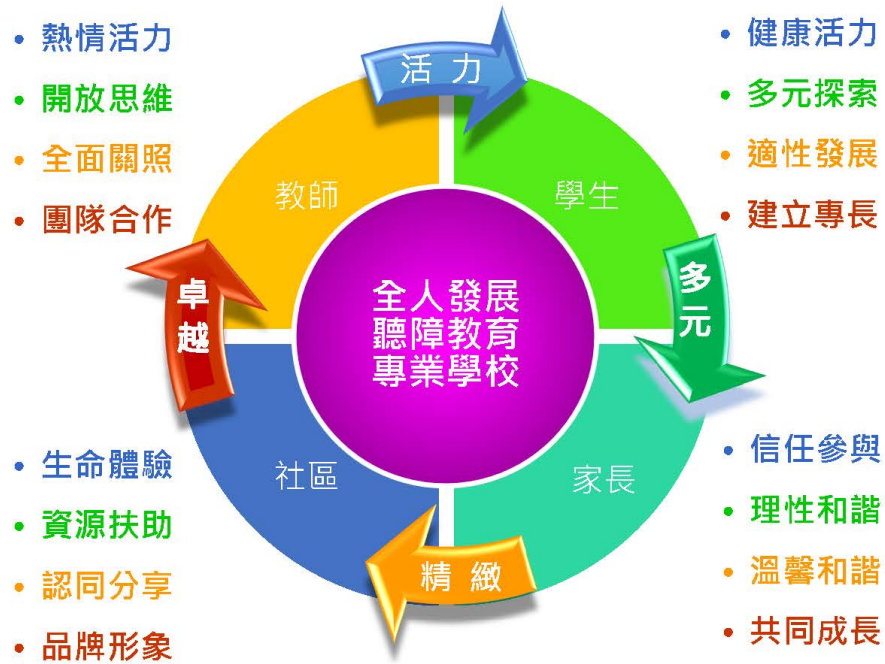 • 熱情活力
• 開放思維
• 全面關照
• 團隊合作
活力
• 健康活力
• 多元探索
• 適性發展
• 建立專長
教師
學生
卓越
全人發展
聽障教育
專業學校
多元
社區
家長
精緻
• 生命體驗
• 資源扶助
• 認同分享
• 品牌形象
• 信任參與
• 理性和諧
• 溫馨和諧
• 共同成長